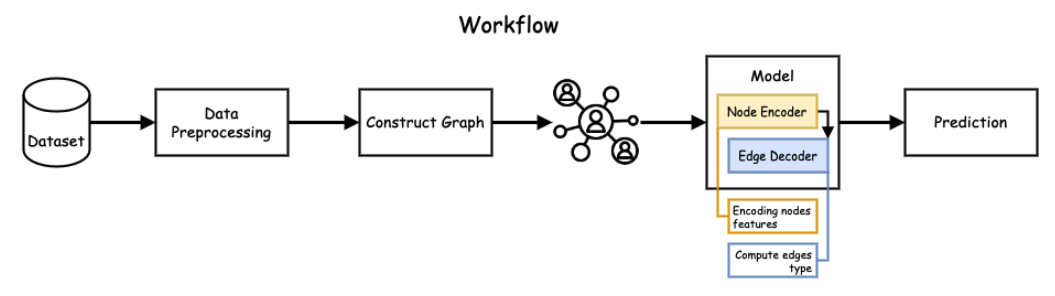 Workflow
Dataset
Data
Preprocessing
Construct Graph
Model
Node Encoder
Edge Decoder
Encoding nodes
features
Compute edges
type
Prediction